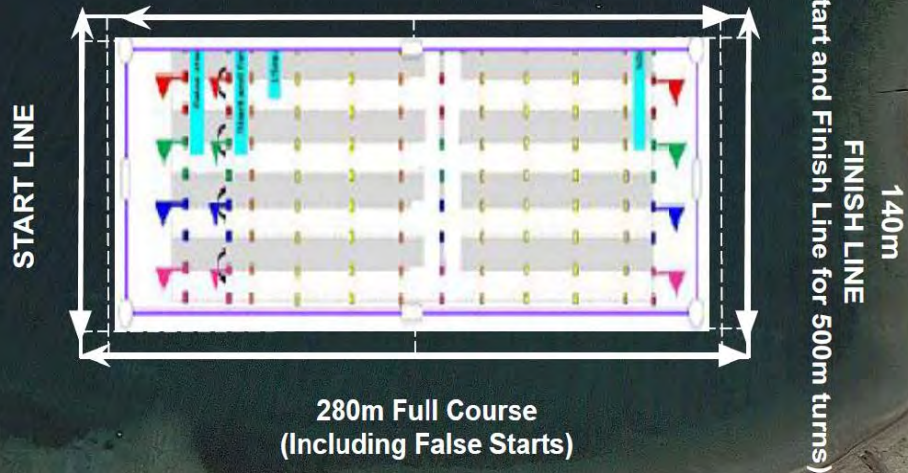 START LINE
280m Full Course
(Including False Starts)
140m
FINISH LINE
tart and Finish Line for 500m turns)